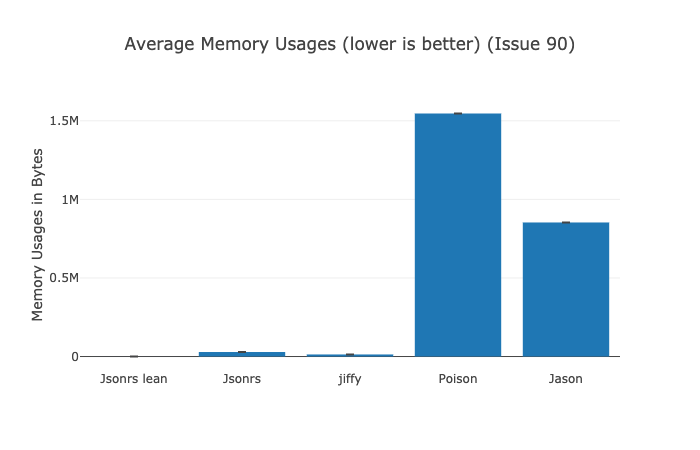 Average Memory Usages (lower is better) (Issue 90)
Memory Usages in Bytes
1.5M
1M
0.5M
0
Jsonrs lean
Jsonrs
jiffy
Poison
Jason